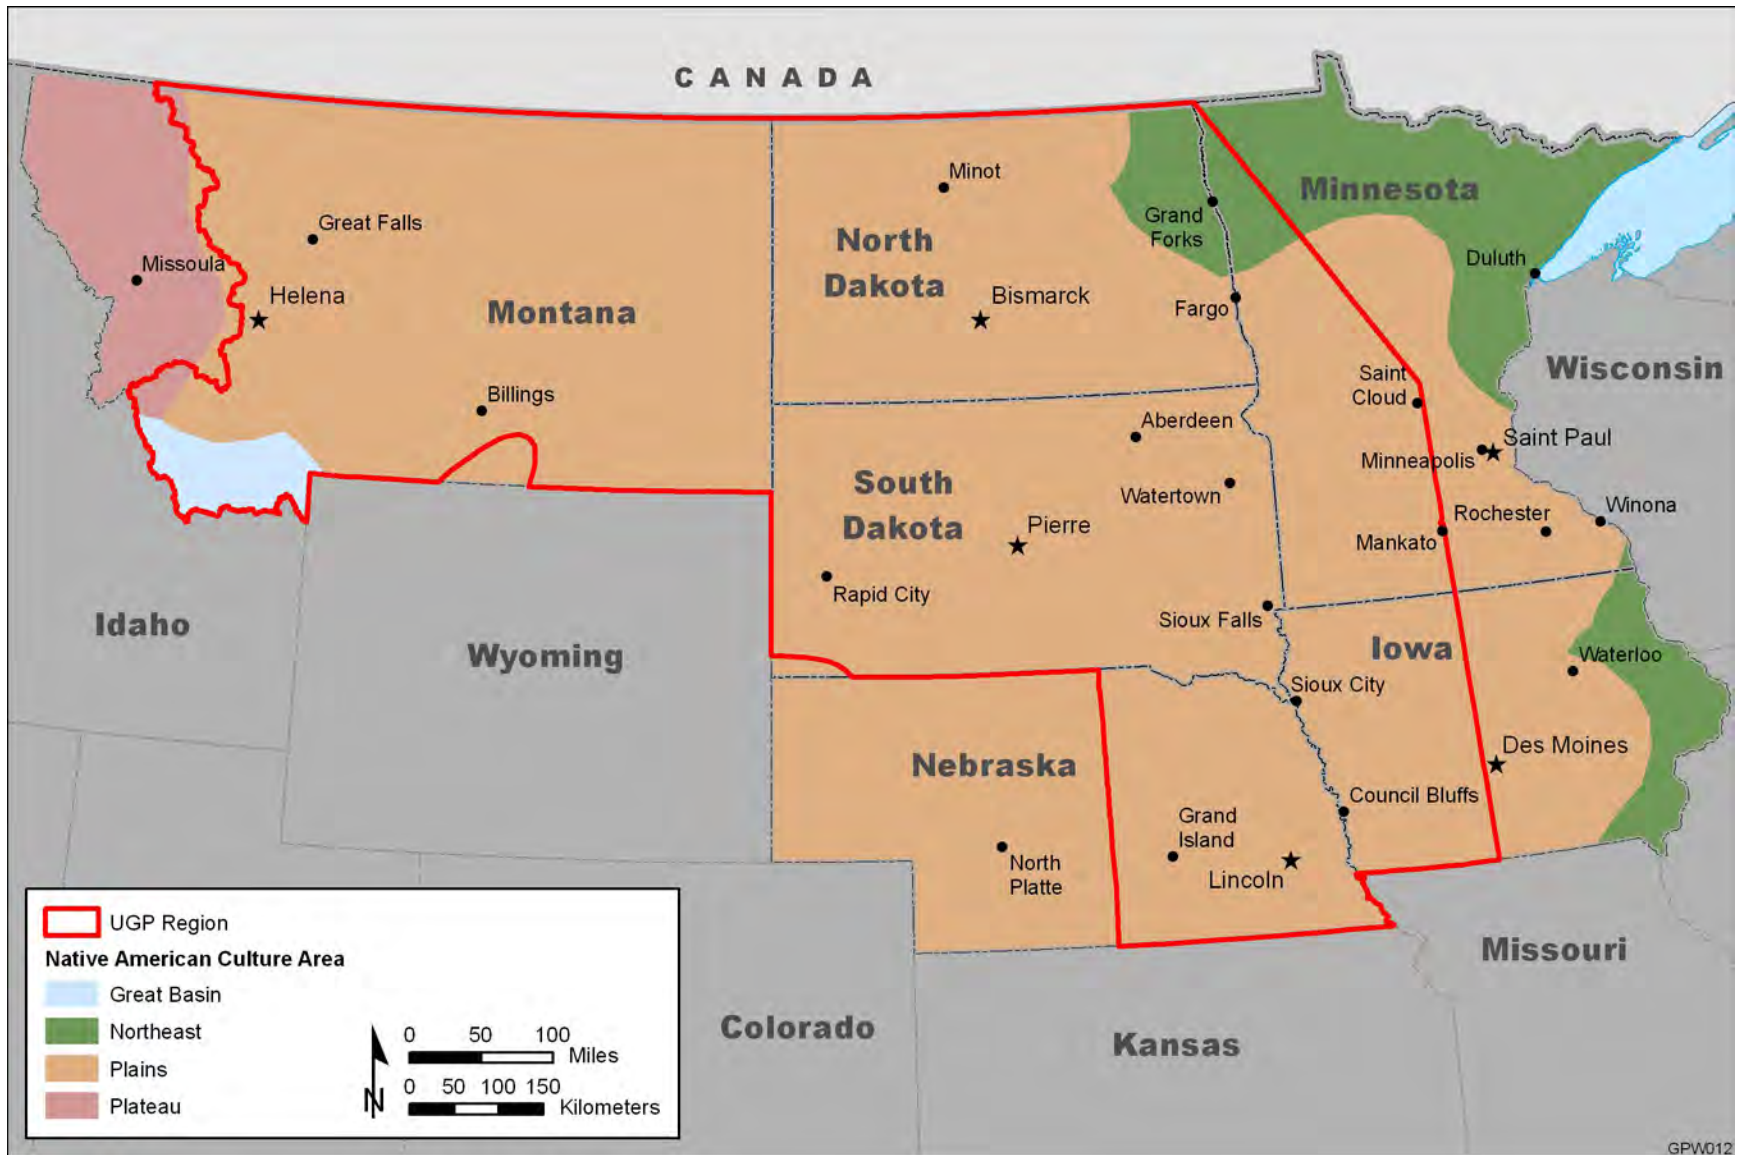 CANADA
Minot
Minnesota
Grand
Forks
Great Falls
North
Dakota
Missoula
Duluth
Helena
Bismarck
Montana
Fargo
Wisconsin
Saint
Cloud
Billings
Aberdeen
Saint Paul
Minneapolis
South
Dakota
Watertown
Winona
Rochester
Pierre
Mankato
Rapid City
Idaho
Sioux Falls
Wyoming
Iowa
Waterloo
Sioux City
Des Moines
Nebraska
Council Bluffs
Grand
Island
North
Platte
Lincoln
UGP Region
Native American Culture Area
Great Basin
Northeast
Plains
Plateau
0 50 100
Miles
0 50 100 150
Kilometers
N
Missouri
Colorado
Kansas
GPW012